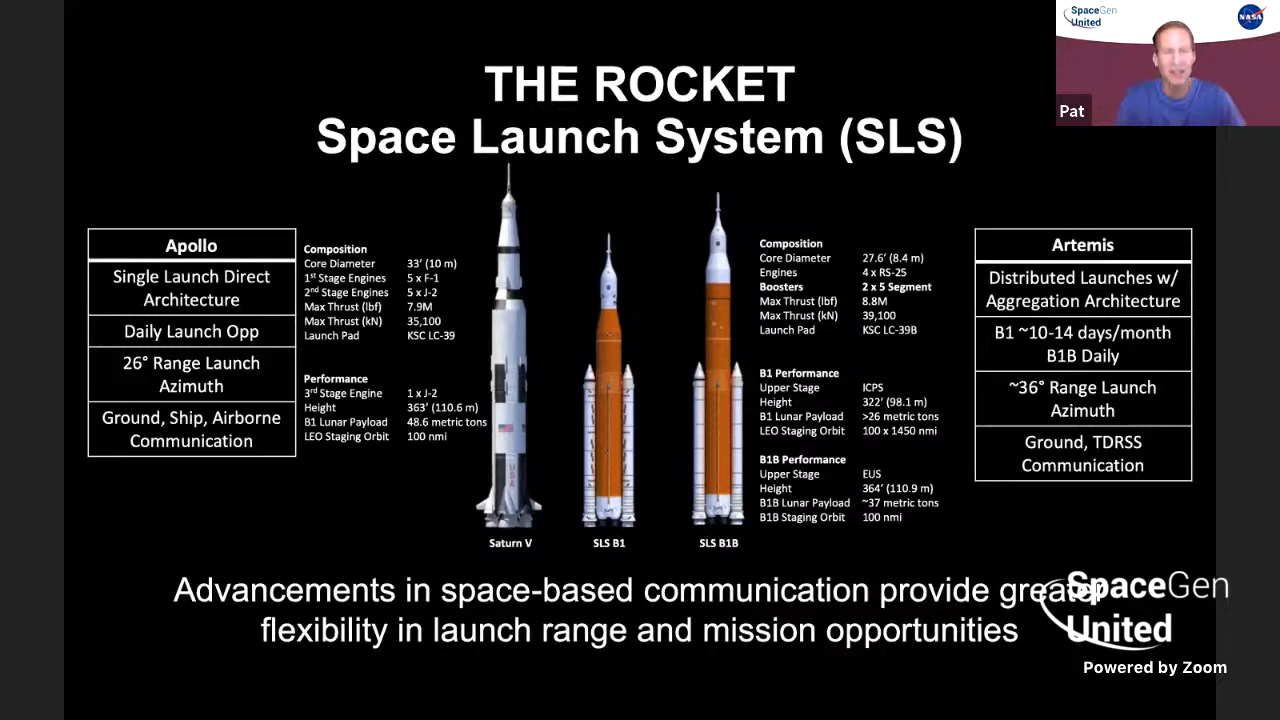 SpaceGen
United
NASA
Pat
THE ROCKET
Space Launch System (SLS)
Apollo
Single Launch Direct
Architecture
Daily Launch Opp
26° Range Launch
Azimuth
Ground, Ship, Airborne
Communication
Composition
Core Diameter 33’ (10 m)
1st Stage Engines 5 x F-1
2nd Stage Engines 5 x J-2
Max Thrust (lbf) 7.9M
Max Thrust (kN) 35,100
Launch Pad KSC LC-39
Performance
3rd Stage Engine 1 x J-2
Height 363’ (110.6 m)
B1 Lunar Payload 48.6 metric tons
LEO Staging Orbit 100 nmi
USA
Saturn V
SLS B1
SLS B1B
Composition
Core Diameter 27.6’ (8.4 m)
Engines 4 x RS-25
Boosters 2 x 5 Segment
Max Thrust (lbf) 8.8M
Max Thrust (kN) 39,100
Launch Pad KSC LC-39B
B1 Performance
Upper Stage ICPS
Height 322’ (98.1 m)
B1 Lunar Payload >26 metric tons
LEO Staging Orbit 100 x 1450 nmi
B1B Performance
Upper Stage EUS
Height 364’ (110.9 m)
B1B Lunar Payload ~37 metric tons
B1B Staging Orbit 100 nmi
Artemis
Distributed Launches w/
Aggregation Architecture
B1 ~10-14 days/month
B1B Daily
~36° Range Launch
Azimuth
Ground, TDRSS
Communication
Advancements in space-based communication provide greater
flexibility in launch range and mission opportunities
SpaceGen
United
Powered by Zoom